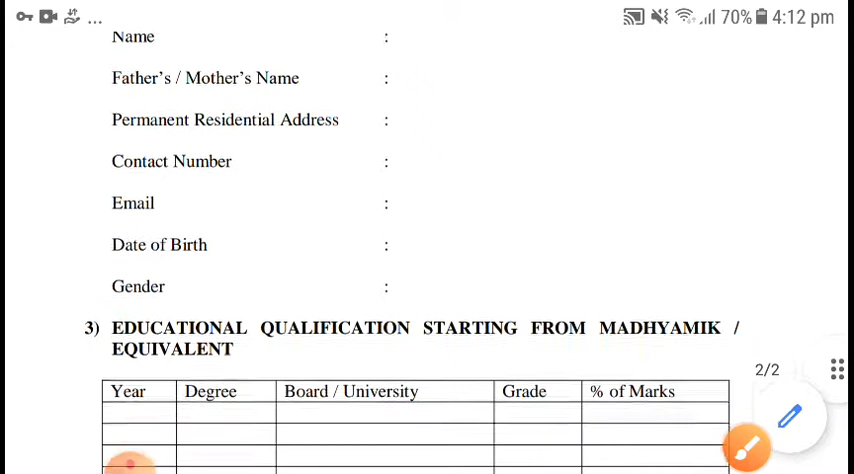 ... 70% 4:12 pm
Name :
Father's / Mother's Name :
Permanent Residential Address :
Contact Number :
Email :
Date of Birth :
Gender :
3) EDUCATIONAL QUALIFICATION STARTING FROM MADHYAMIK /
EQUIVALENT
2/2
Year Degree Board / University Grade % of Marks